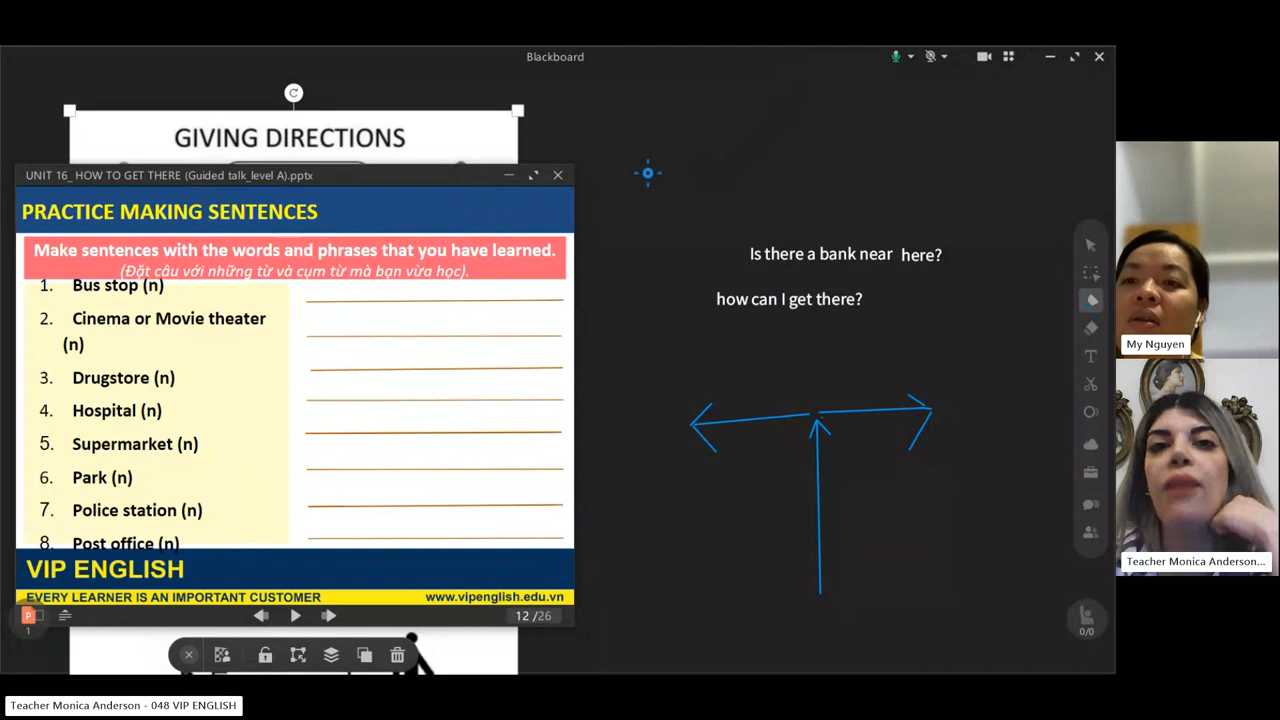 Blackboard
GIVING DIRECTIONS
UNIT 16_ HOW TO GET THERE (Guided talk_level A).pptx
PRACTICE MAKING SENTENCES
Make sentences with the words and phrases that you have learned.
(Đặt câu với những từ và cụm từ mà bạn vừa học).
1. Bus stop (n)
2. Cinema or Movie theater
(n)
3. Drugstore (n)
4. Hospital (n)
5. Supermarket (n)
6. Park (n)
7. Police station (n)
8. Post office (n)
VIP ENGLISH
EVERY LEARNER IS AN IMPORTANT CUSTOMER www.vipenglish.edu.vn
P
1
12 /26
Is there a bank near here?
how can I get there?
T
0/0
My Nguyen
Teacher Monica Anderson...
Teacher Monica Anderson - 048 VIP ENGLISH